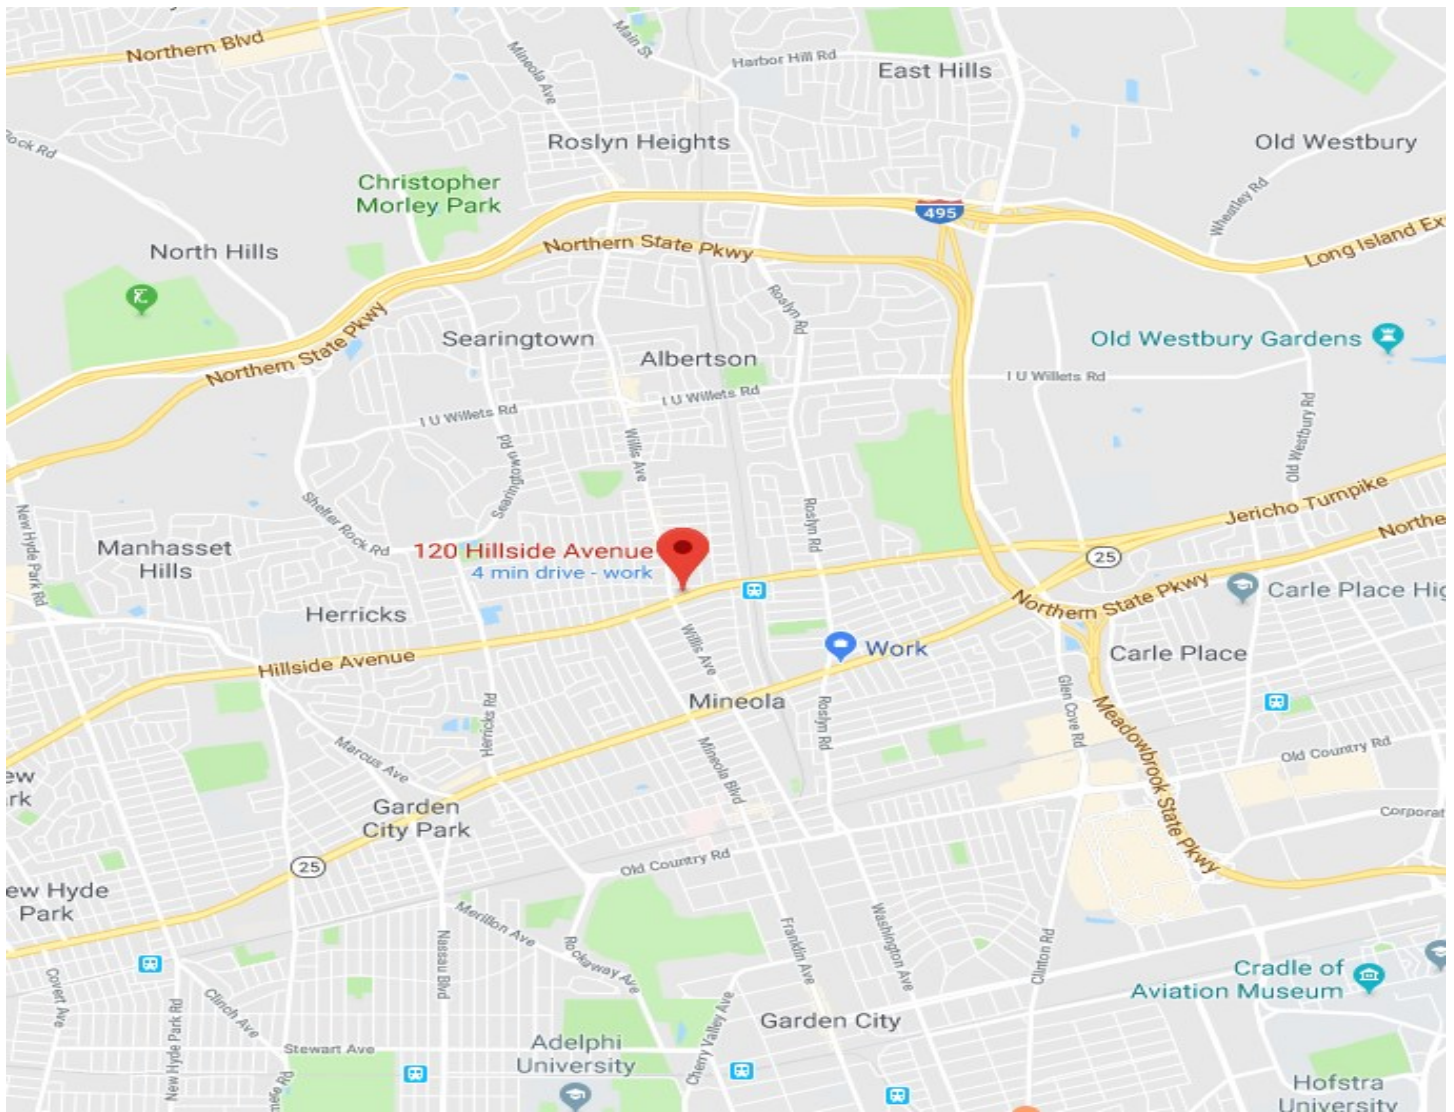 Northern Blvd
Mineola Ave
Main St
Harbor Hill Rd
East Hills
Rock Rd
Roslyn Heights
Old Westbury
Christopher
Morley Park
Wheatley Rd
495
North Hills
Northern State Pkwy
Long Island Ex
Roslyn Rd
Northern State Pkwy
Searingtown
Albertson
Old Westbury Gardens
I U Willets Rd
I U Willets Rd
I U Willets Rd
Old Westbury Rd
Willis Ave
Searingtown Rd
Shelter Rock Rd
Roslyn Rd
New Hyde Park Rd
Jericho Turnpike
Northe
Manhasset
Hills
120 Hillside Avenue
4 min drive - work
25
Northern State Pkwy
Carle Place Hig
Herricks
Willis Ave
Work
Carle Place
Hillside Avenue
Mineola
Roslyn Rd
Glen Cove Rd
Herricks Rd
Meadowbrook State Pkwy
Marcus Ave
Mineola Blvd
Old Country Rd
ew
rk
Garden
City Park
Corporat
25
Old Country Rd
ew Hyde
Park
Merillon Ave
Nassau Blvd
Rockaway Ave
Franklin Ave
Washington Ave
Clinton Rd
Covert Ave
New Hyde Park Rd
Clinch Ave
Cradle of
Aviation Museum
Cherry Valley Ave
Garden City
Stewart Ave
Adelphi
University
mete Rd
Hofstra
University